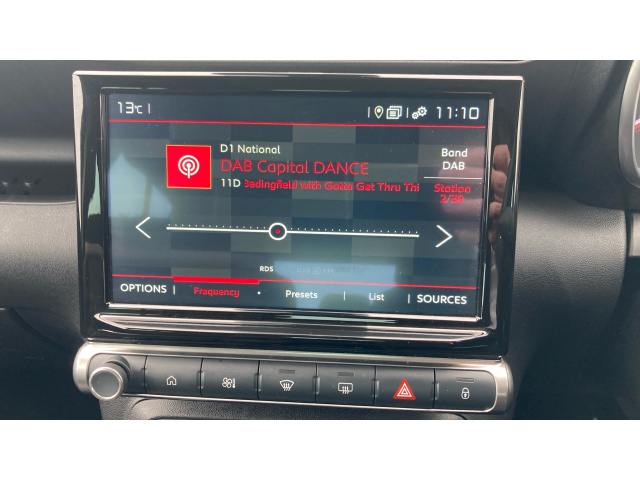 13°C
11:10
D1 National
DAB Capital DANCE
11D Bedingfield with Gotta Get Thru Thi
Band
DAB
Station
2/30
RDS
OPTIONS
Frequency
Presets
List
SOURCES